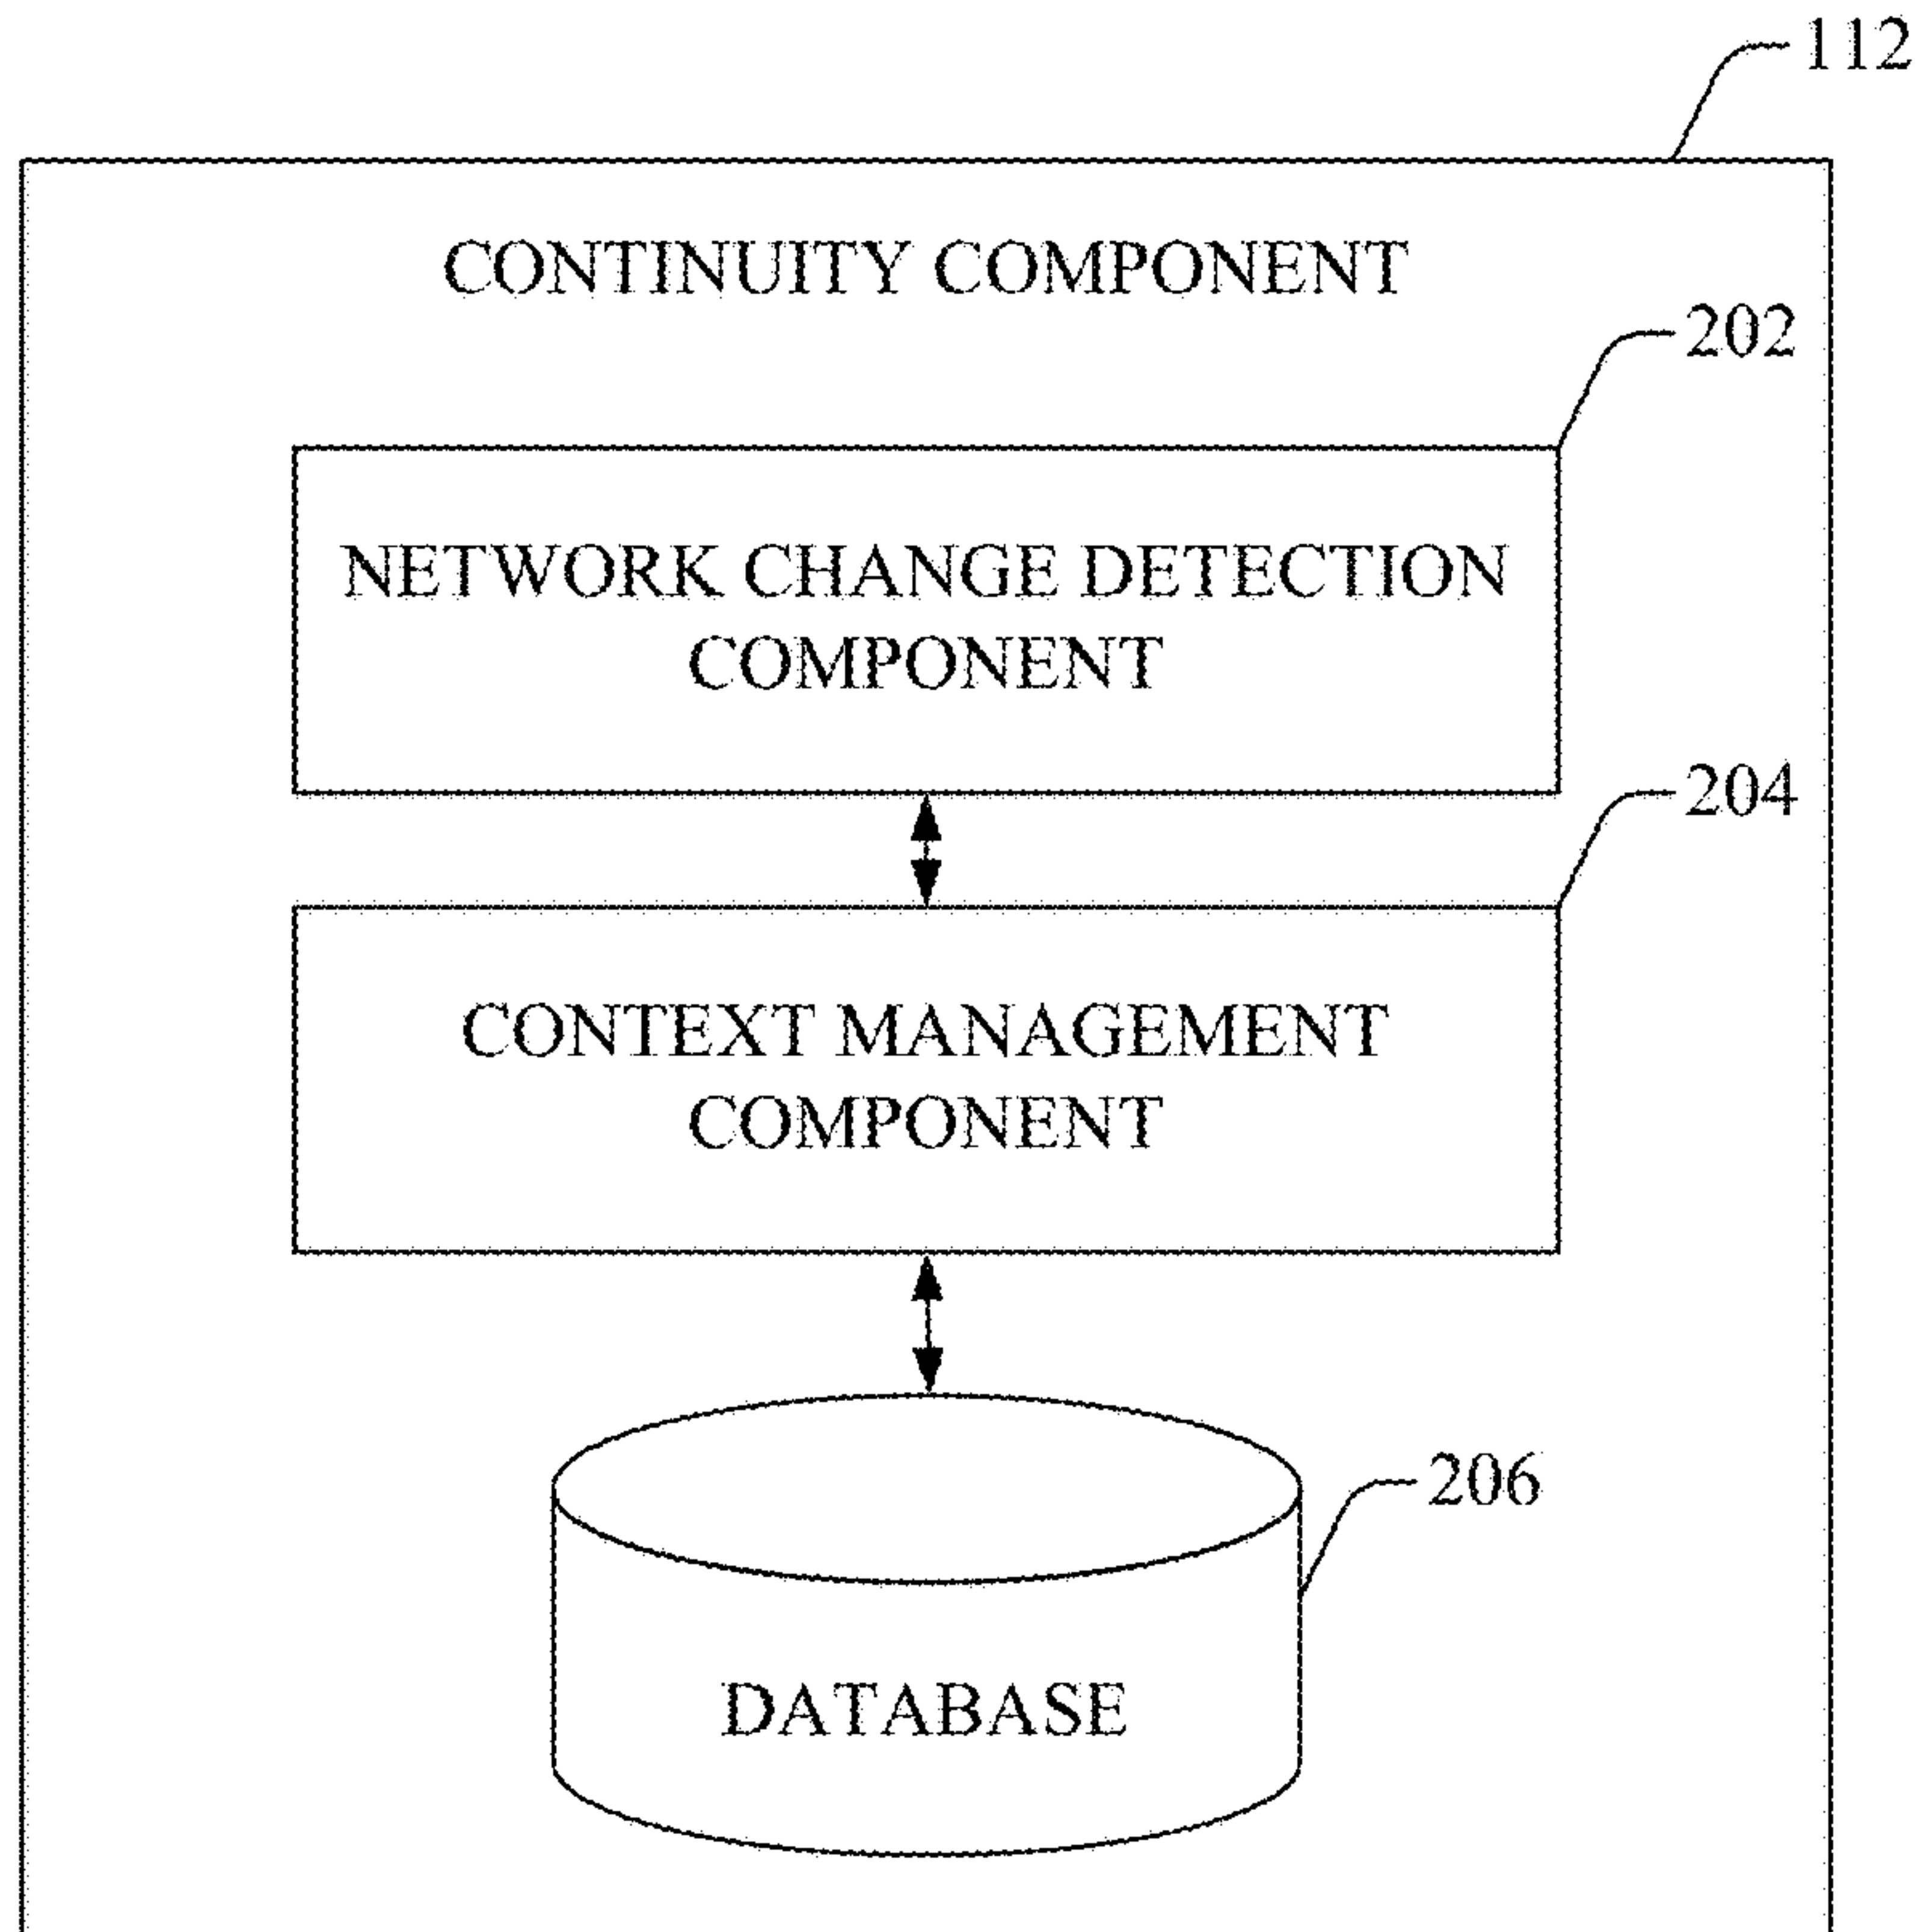 112
CONTINUITY COMPONENT
202
NETWORK CHANGE DETECTION
COMPONENT
204
CONTEXT MANAGEMENT
COMPONENT
206
DATABASE